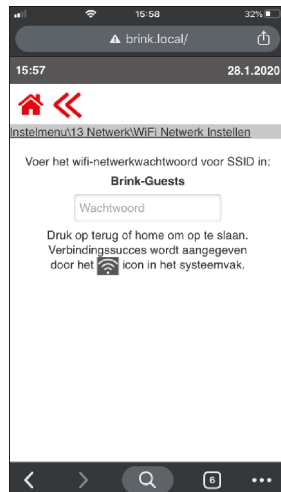 15:58
32%
brink.local/
15:57
28.1.2020
Instelmenu\13 Netwerk\WiFi Netwerk Instellen
Voer het wifi-netwerkwachtwoord voor SSID in:
Brink-Guests
Wachtwoord
Druk op terug of home om op te slaan.
Verbindingssucces wordt aangegeven
door het icon in het systeemvak.
6